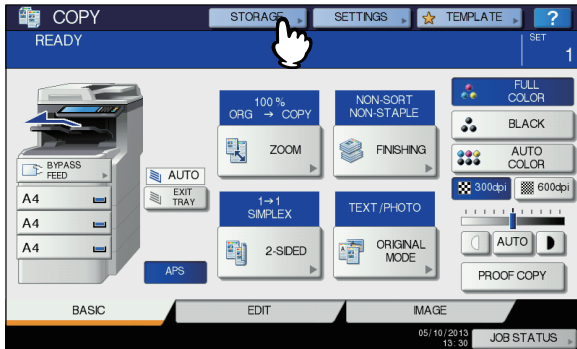 COPY
STORAGE
SETTINGS
TEMPLATE
?
READY
SET
1
100 %
ORG → COPY
NON-SORT
NON-STAPLE
FULL
COLOR
ZOOM
FINISHING
BLACK
BYPASS
FEED
AUTO
AUTO
COLOR
A4
EXIT
TRAY
1→1
SIMPLEX
TEXT/PHOTO
300dpi
600dpi
A4
A4
2-SIDED
ORIGINAL
MODE
AUTO
APS
PROOF COPY
BASIC
EDIT
IMAGE
05/10/2013
13:30
JOB STATUS